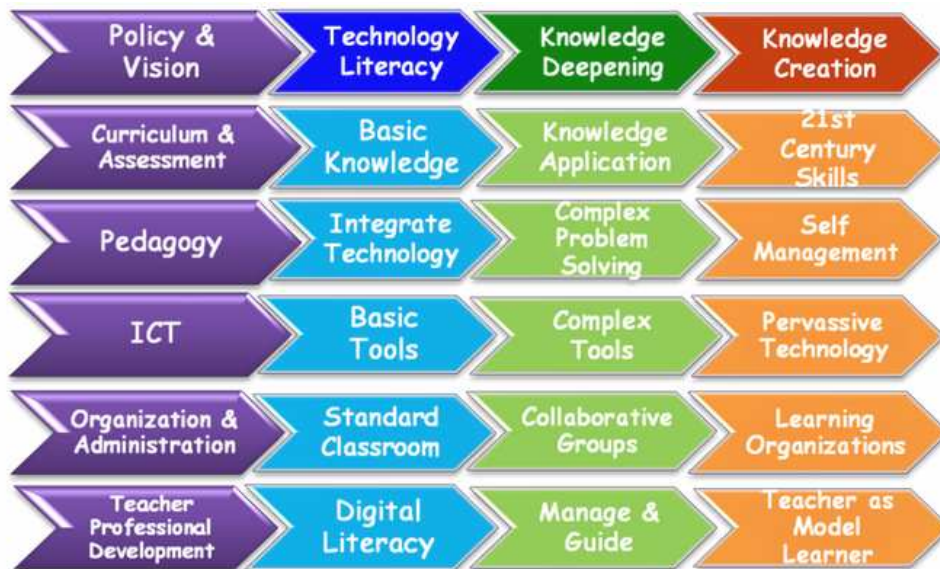 Policy &
Vision
Technology
Literacy
Knowledge
Deepening
Knowledge
Creation
Curriculum &
Assessment
Basic
Knowledge
Knowledge
Application
21st
Century
Skills
Pedagogy
Integrate
Technology
Complex
Problem
Solving
Self
Management
ICT
Basic
Tools
Complex
Tools
Pervassive
Technology
Organization &
Administration
Standard
Classroom
Collaborative
Groups
Learning
Organizations
Teacher
Professional
Development
Digital
Literacy
Manage &
Guide
Teacher as
Model
Learner